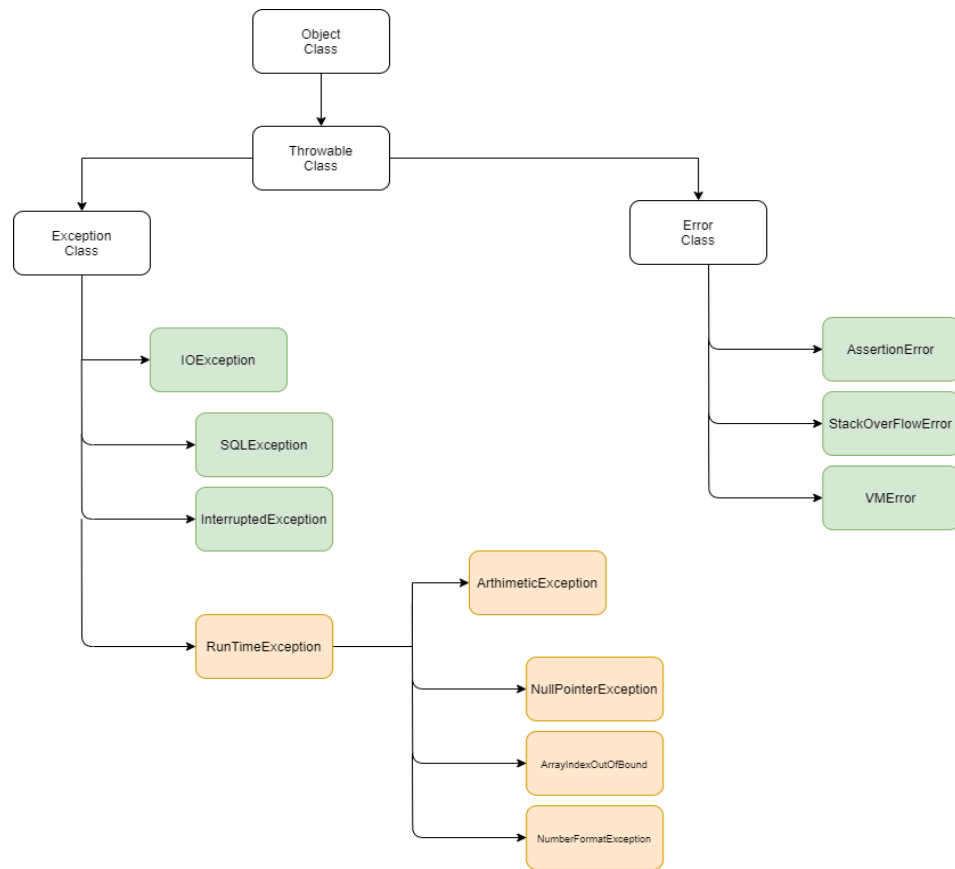 Object
Class
Throwable
Class
Exception
Class
Error
Class
IOException
AssertionError
SQLException
StackOverFlowError
InterruptedException
VMError
ArthimeticException
RunTimeException
NullPointerException
ArrayIndexOutOfBound
NumberFormatException